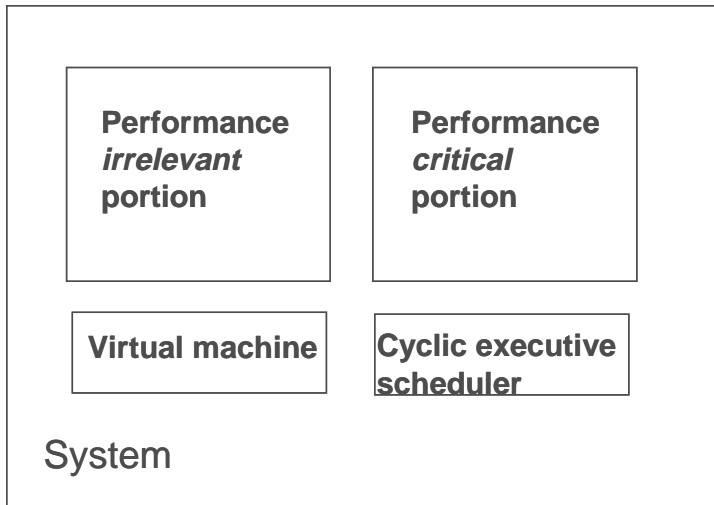 Performance
irrelevant
portion
Performance
critical
portion
Virtual machine
Cyclic executive
scheduler
System